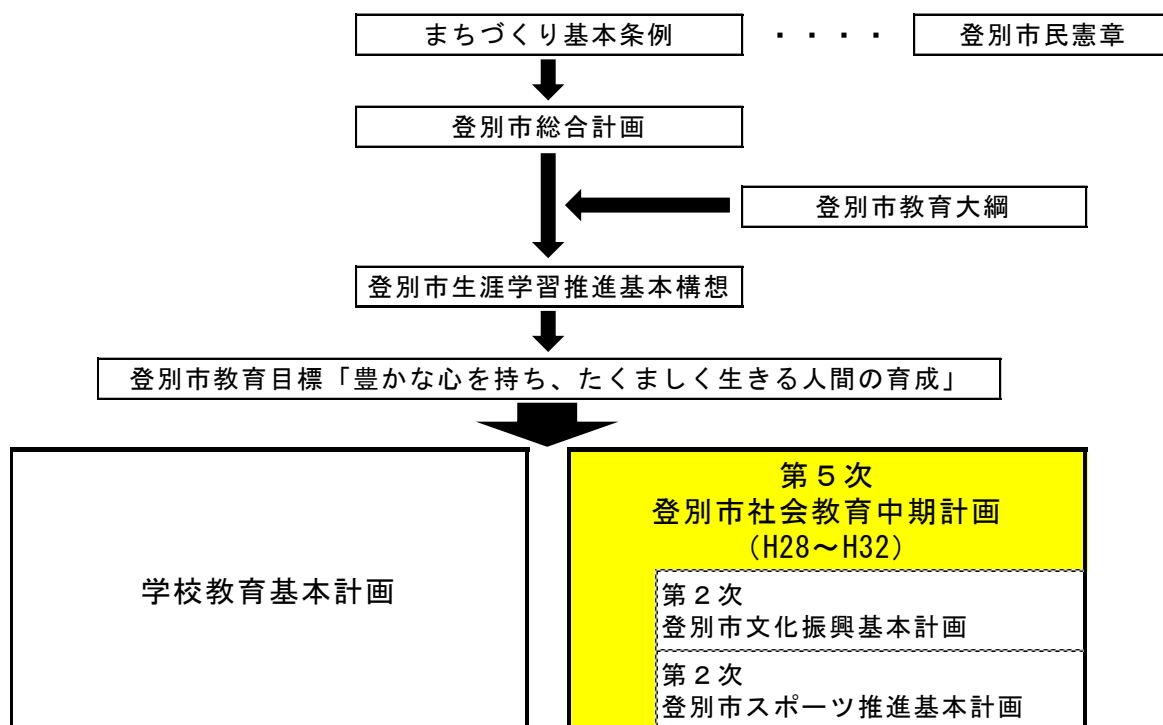 まちづくり基本条例 ・・・・ 登別市民憲章
登別市総合計画
登別市教育大綱
登別市生涯学習推進基本構想
登別市教育目標「豊かな心を持ち、たくましく生きる人間の育成」
学校教育基本計画
第５次
登別市社会教育中期計画
（H28～H32）
第２次
登別市文化振興基本計画
第２次
登別市スポーツ推進基本計画